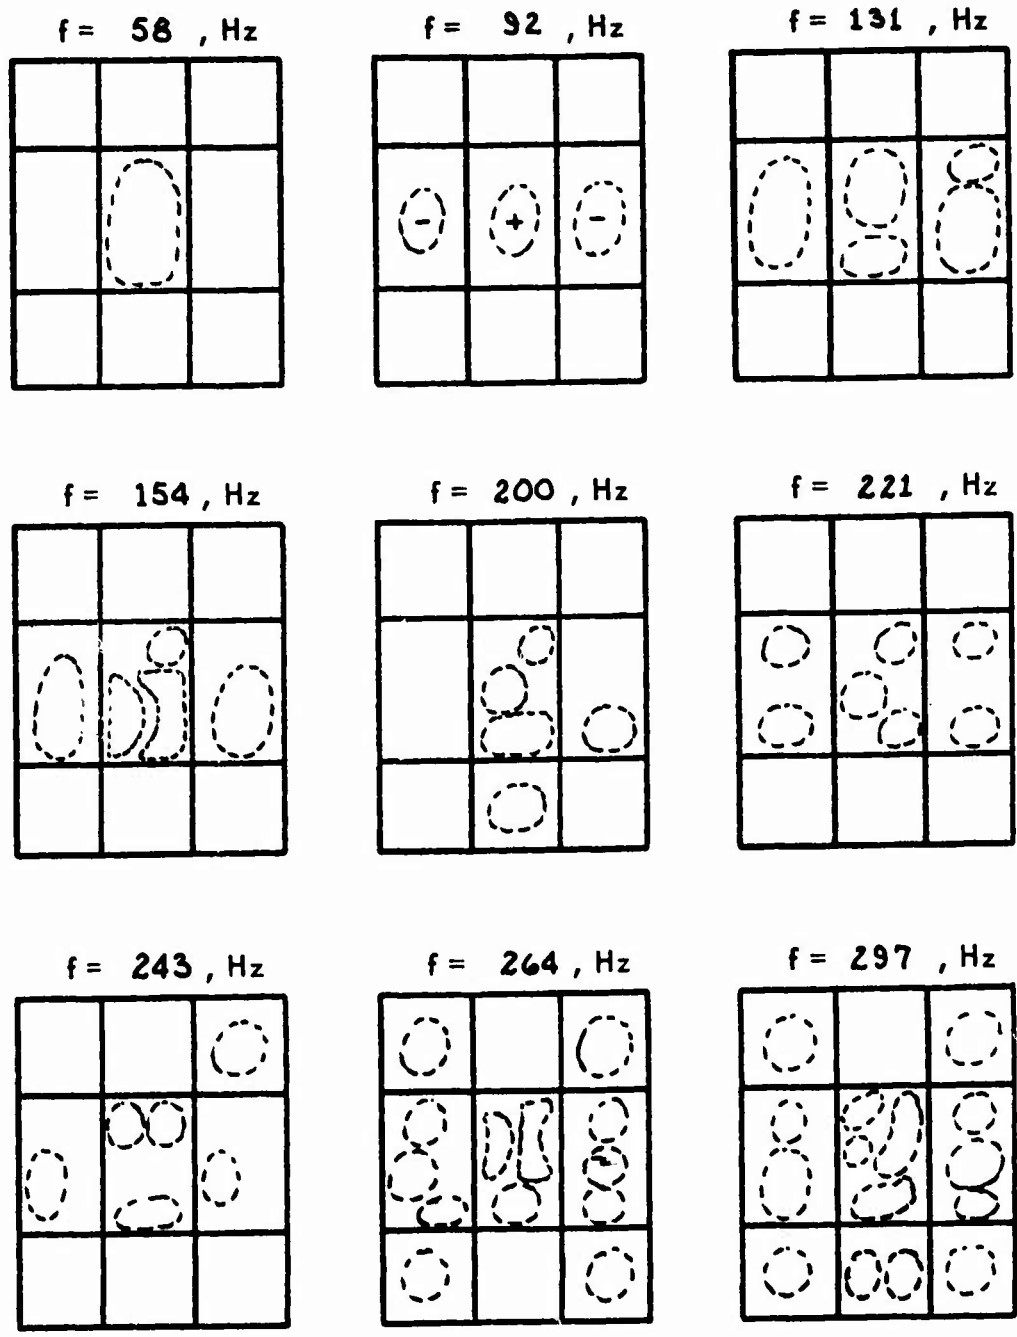 f = 58 , Hz
f = 92 , Hz
f = 131 , Hz
- + -
f = 154 , Hz
f = 200 , Hz
f = 221 , Hz
f = 243 , Hz
f = 264 , Hz
f = 297 , Hz